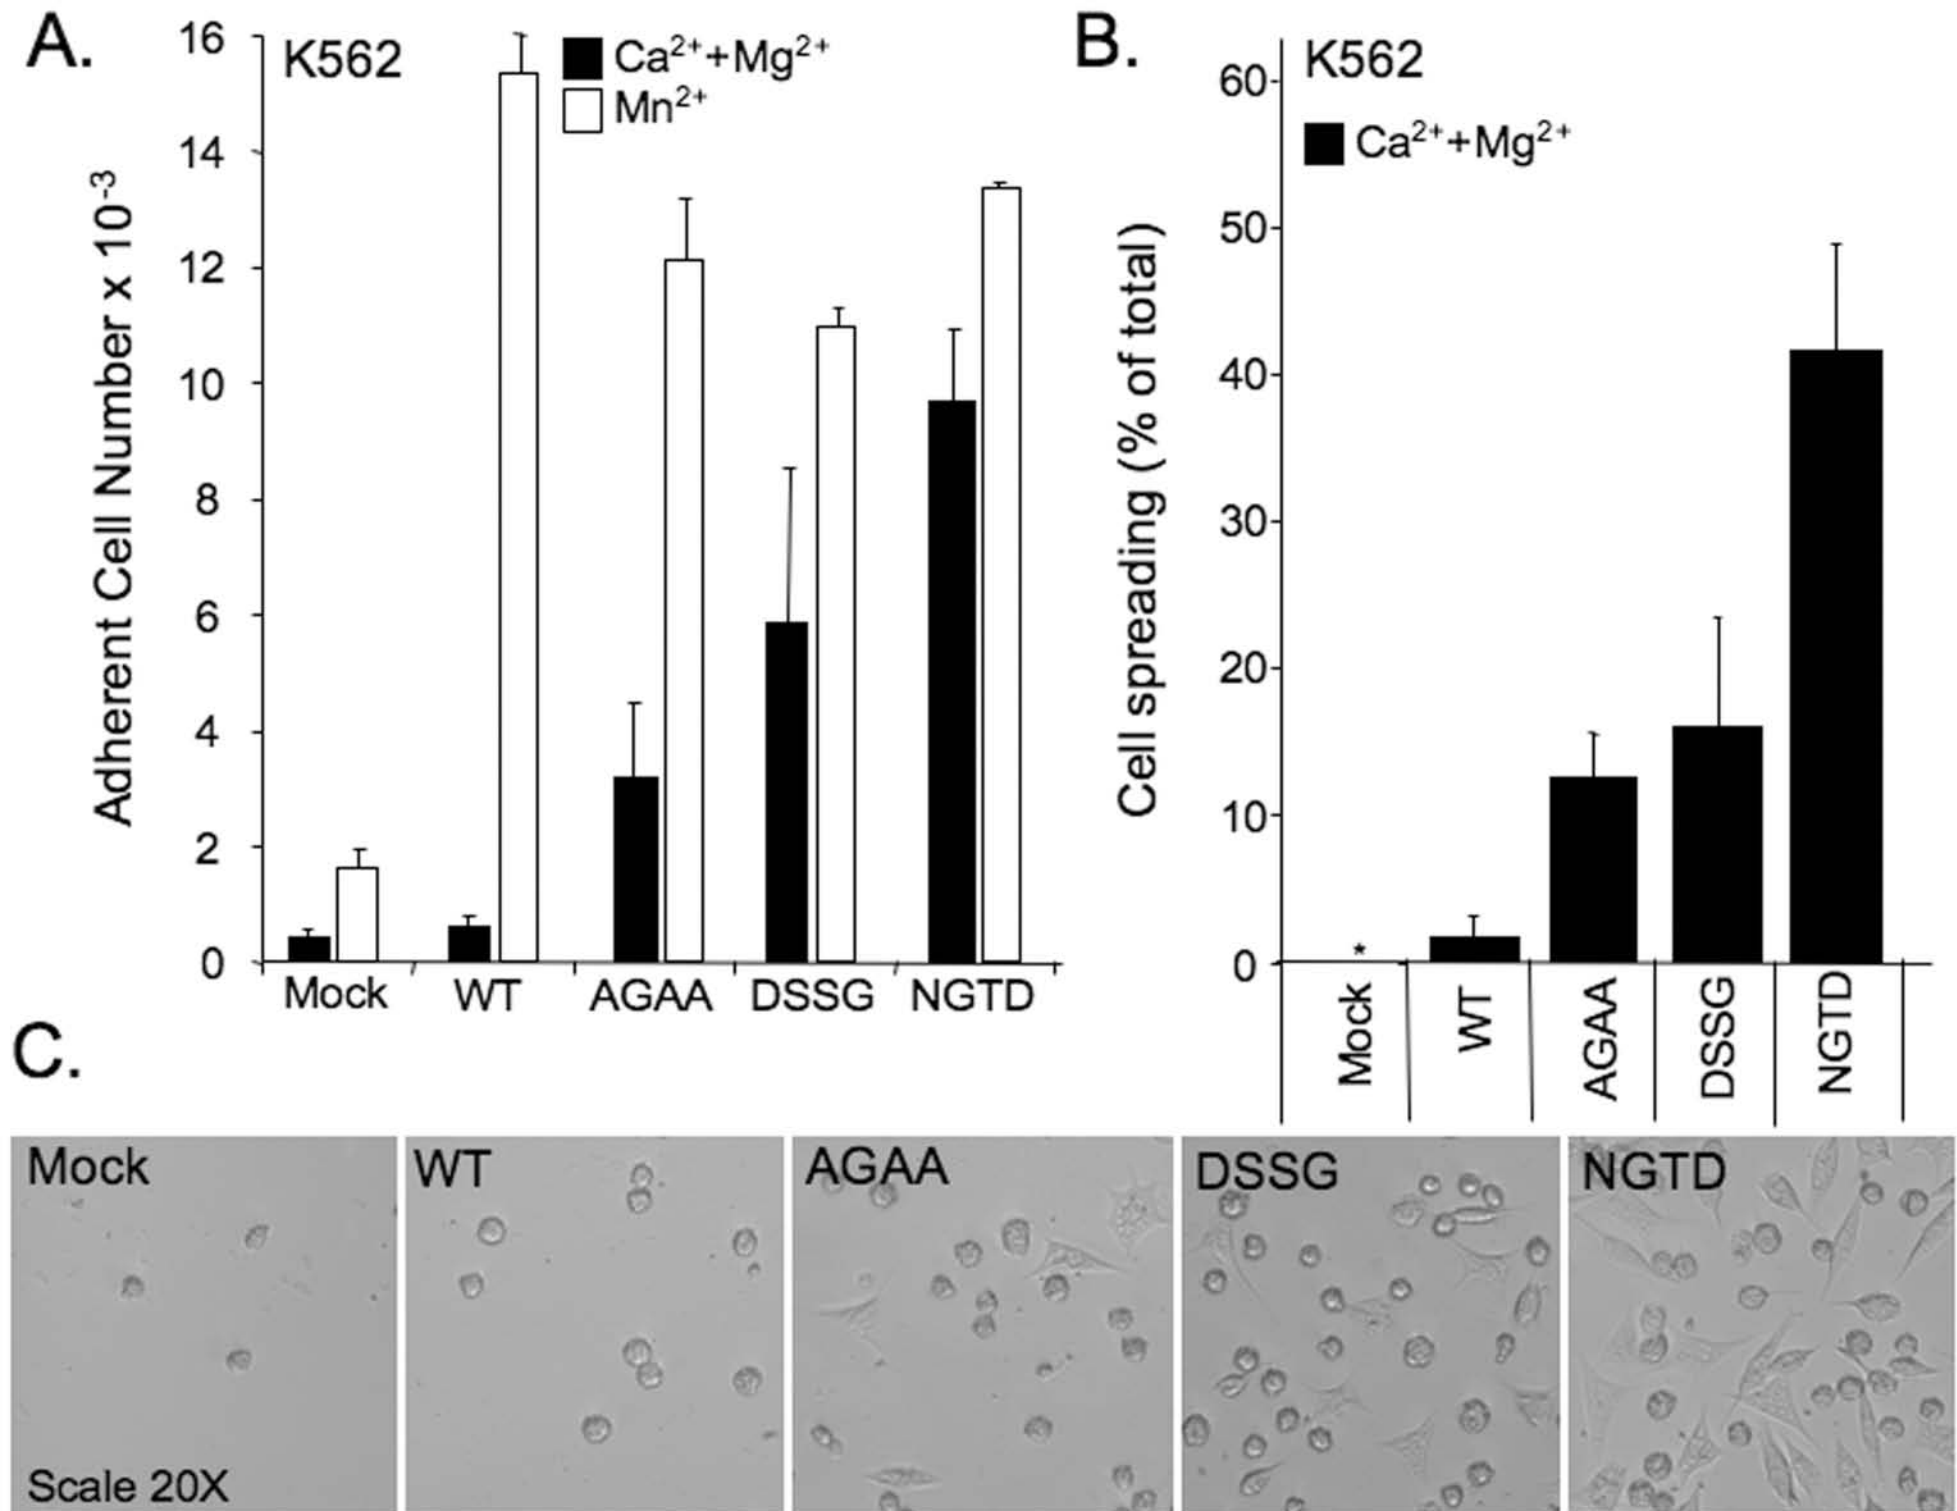 A.
K562
Ca²⁺+Mg²⁺
Mn²⁺
Adherent Cell Number x 10⁻³
16
14
12
10
8
6
4
2
0
Mock WT AGAA DSSG NGTD
B.
K562
Ca²⁺+Mg²⁺
Cell spreading (% of total)
60
50
40
30
20
10
0
*
Mock WT AGAA DSSG NGTD
C.
Mock WT AGAA DSSG NGTD
Scale 20X